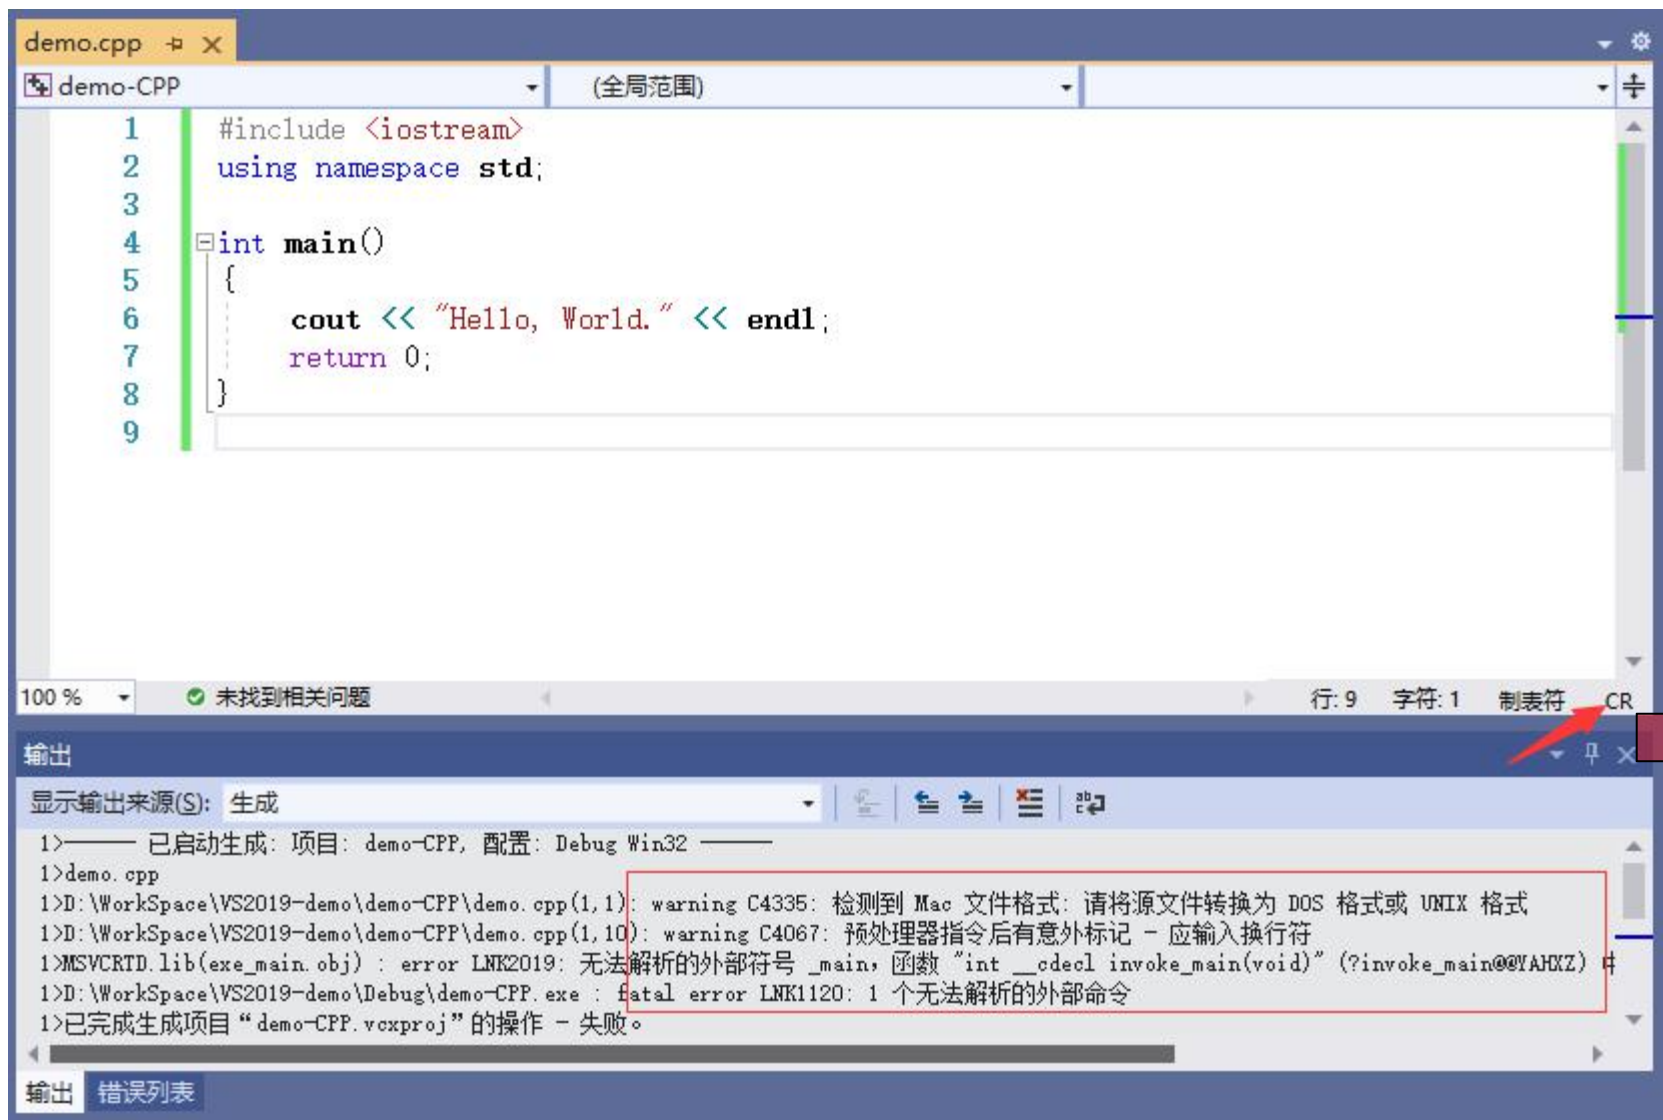 demo.cpp
demo-CPP (全局范围)
1 #include <iostream>
2 using namespace std;
3
4 int main()
5 {
6 cout << "Hello, World." << endl;
7 return 0;
8 }
9
100 % 未找到相关问题 行: 9 字符: 1 制表符 CR
输出
显示输出来源(S): 生成
1>—— 已启动生成: 项目: demo-CPP, 配置: Debug Win32 ——
1>demo.cpp
1>D:\WorkSpace\VS2019-demo\demo-CPP\demo.cpp(1,1): warning C4335: 检测到 Mac 文件格式: 请将源文件转换为 DOS 格式或 UNIX 格式
1>D:\WorkSpace\VS2019-demo\demo-CPP\demo.cpp(1,10): warning C4067: 预处理器指令后有意外标记 - 应输入换行符
1>MSVCRTD.lib(exe_main.obj) : error LNK2019: 无法解析的外部符号 _main，函数 "int __cdecl invoke_main(void)" (?invoke_main@@YAHXZ)
1>D:\WorkSpace\VS2019-demo\Debug\demo-CPP.exe : fatal error LNK1120: 1 个无法解析的外部命令
1>已完成生成项目“demo-CPP.vcxproj”的操作 - 失败。
输出 错误列表